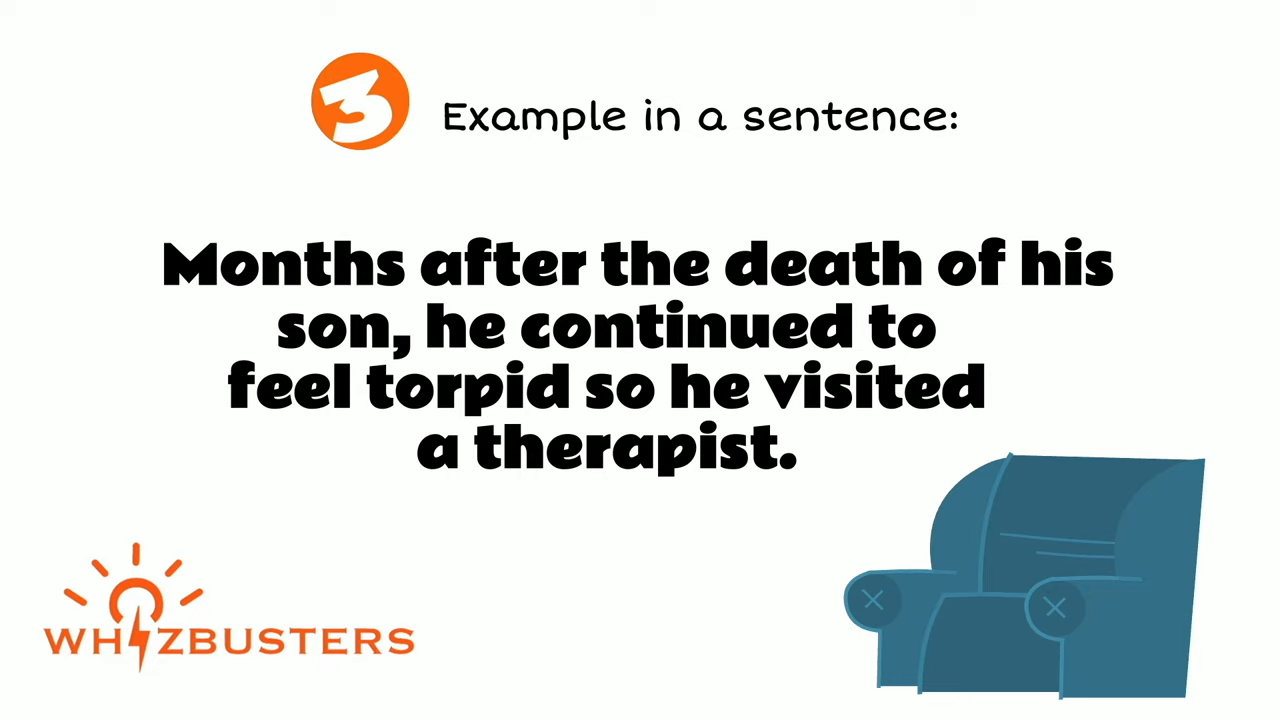 3 Example in a sentence:
Months after the death of his
son, he continued to
feel torpid so he visited
a therapist.
WHIZBUSTERS